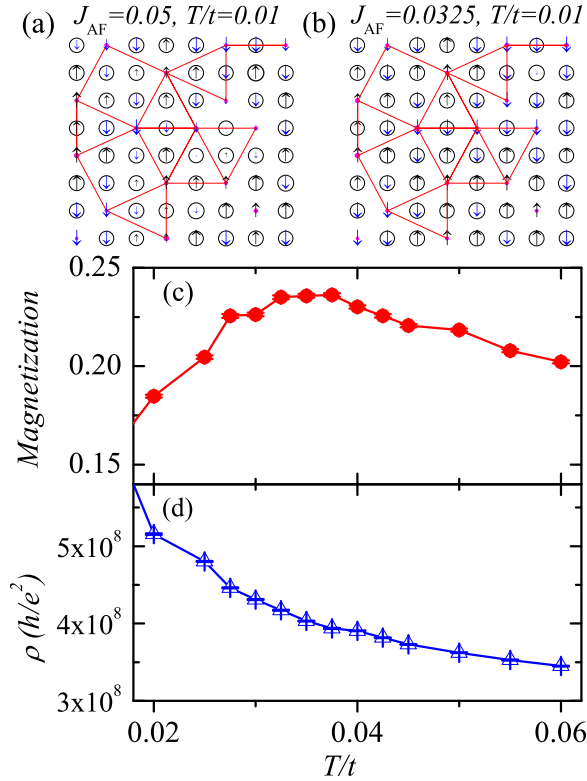 (a) J_AF=0.05, T/t=0.01
(b) J_AF=0.0325, T/t=0.01
(c)
0.25
0.20
0.15
Magnetization
(d)
5x10^8
4x10^8
3x10^8
ρ (h/e^2)
0.02 0.04 0.06
T/t